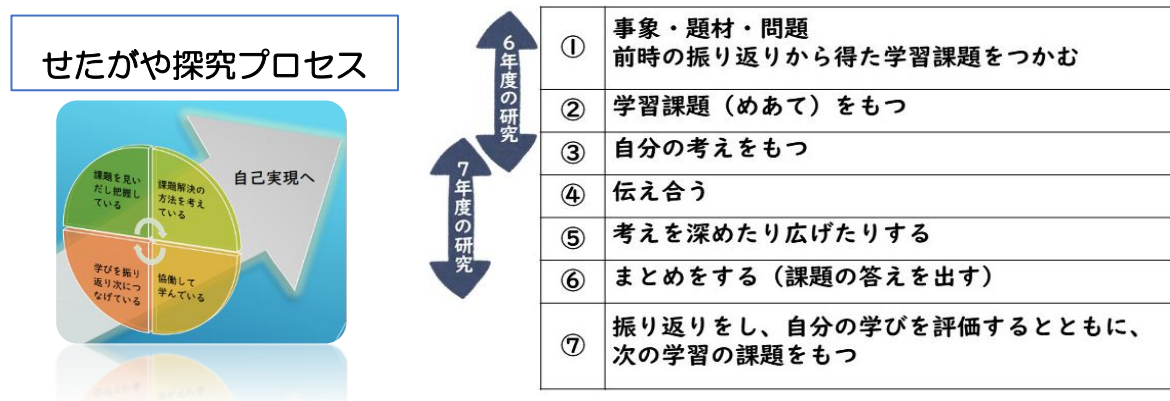 せたがや探究プロセス
課題を見い
だし把握し
ている
課題解決の
方法を考え
ている
学びを振り
返り次につ
なげている
協働して
学んでいる
自己実現へ
6年度の研究
7年度の研究
① 事象・題材・問題
前時の振り返りから得た学習課題をつかむ
② 学習課題(めあて)をもつ
③ 自分の考えをもつ
④ 伝え合う
⑤ 考えを深めたり広げたりする
⑥ まとめをする(課題の答えを出す)
⑦ 振り返りをし、自分の学びを評価するとともに、
次の学習の課題をもつ